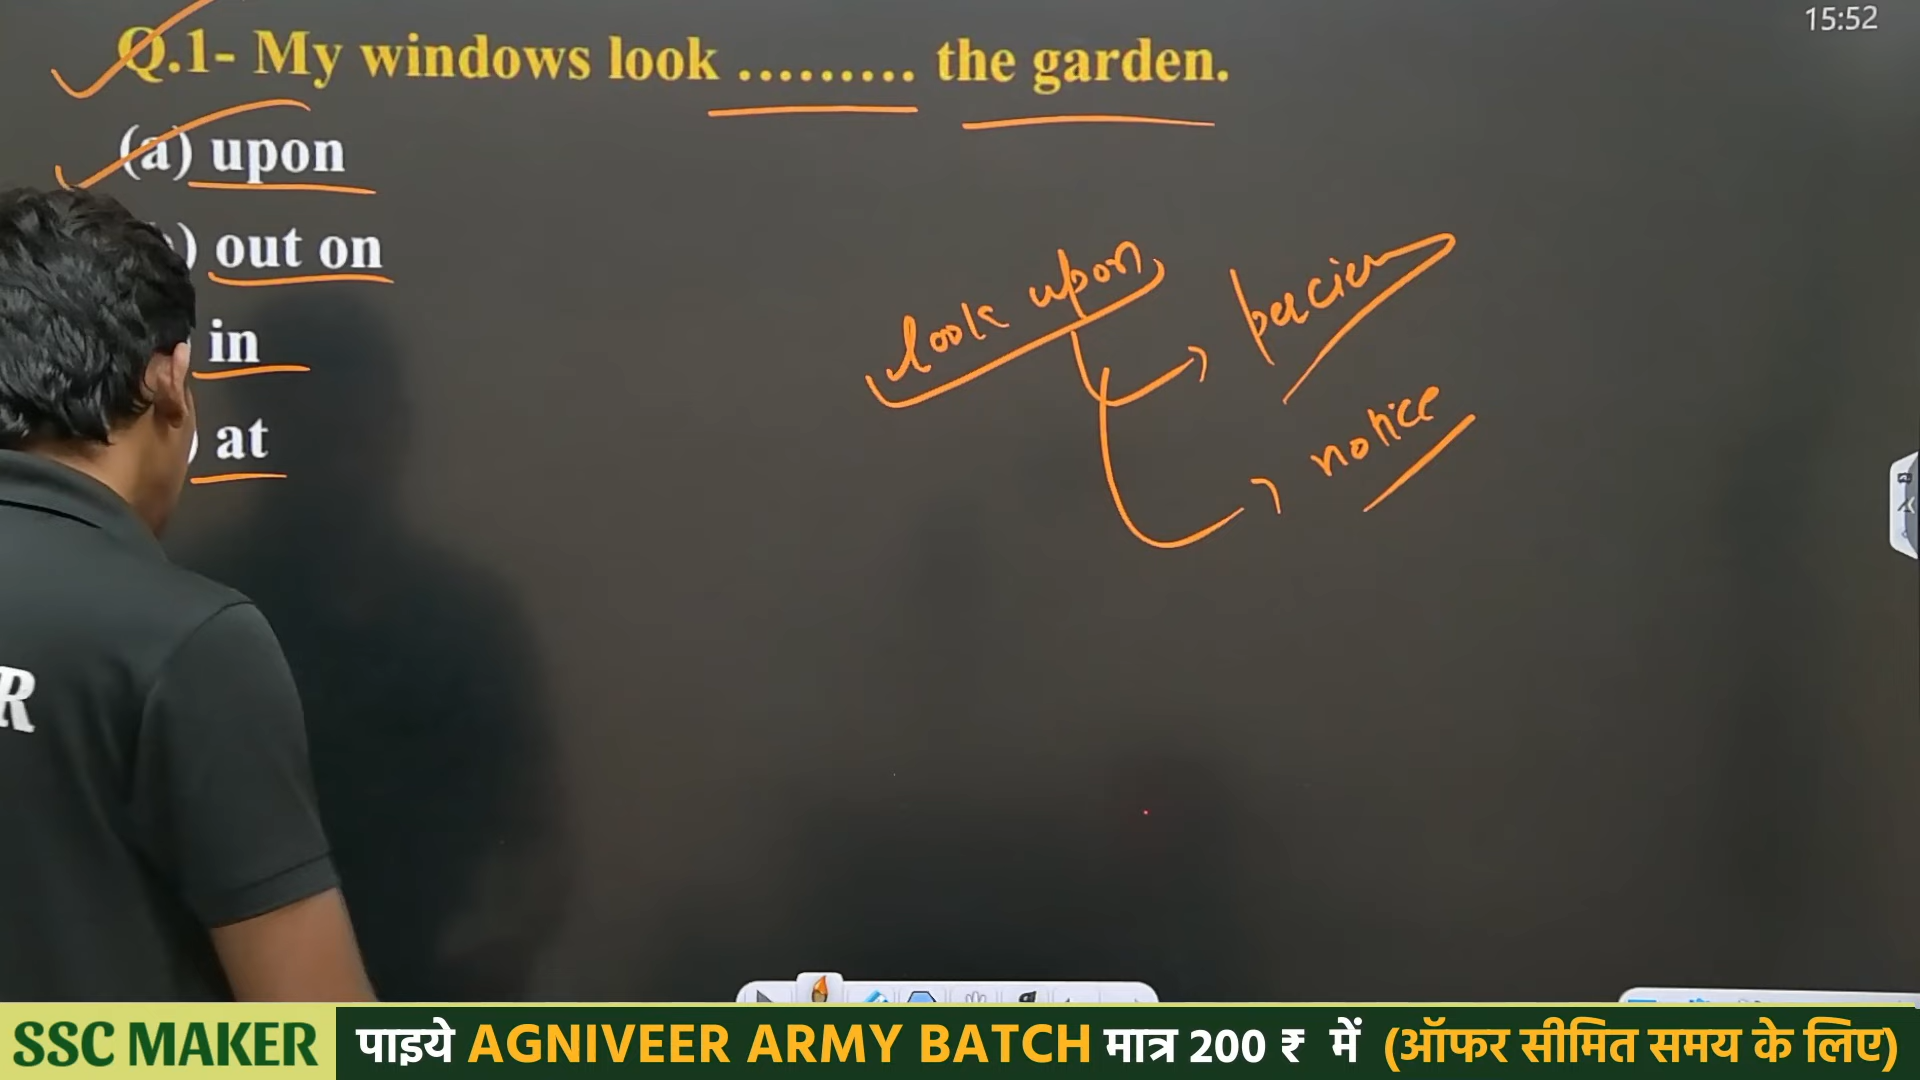 15:52
Q.1- My windows look ......... the garden.
(a) upon
) out on
in
) at
look upon
notice
R
SSC MAKER
पाइये AGNIVEER ARMY BATCH मात्र 200 ₹ में (ऑफर सीमित समय के लिए)